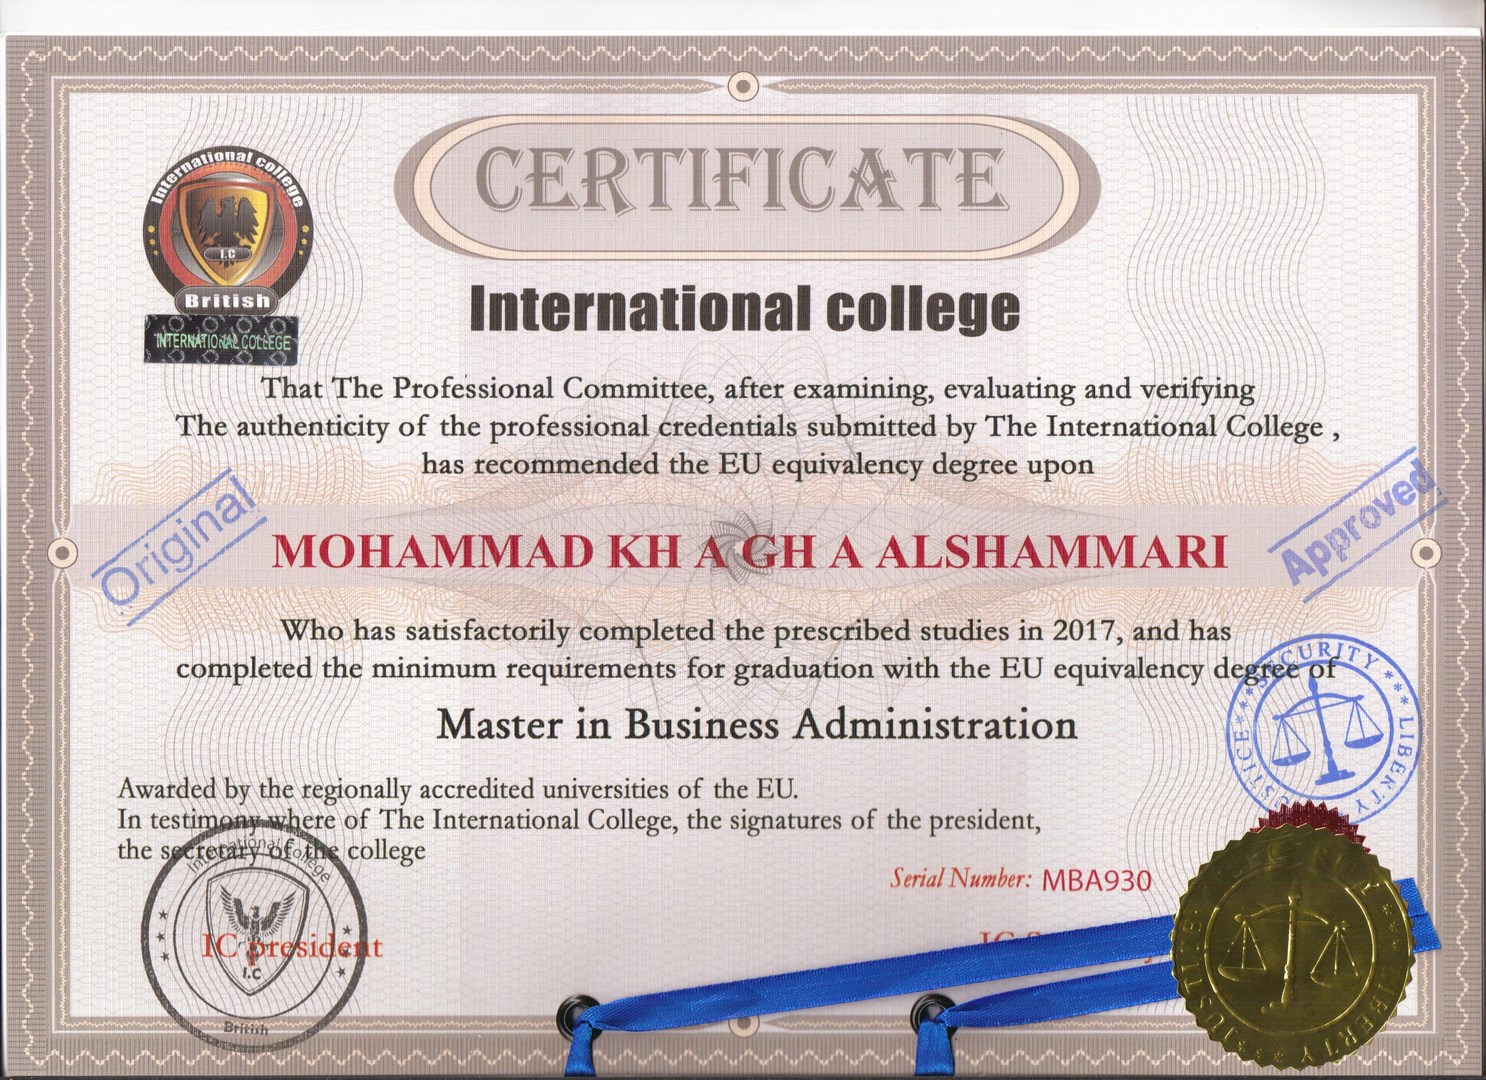 CERTIFICATE
International college
I.C
British
INTERNATIONAL COLLEGE
International college
That The Professional Committee, after examining, evaluating and verifying
The authenticity of the professional credentials submitted by The International College ,
has recommended the EU equivalency degree upon
Original
Approved
MOHAMMAD KH A GH A ALSHAMMARI
Who has satisfactorily completed the prescribed studies in 2017, and has
completed the minimum requirements for graduation with the EU equivalency degree of
SECURITY
LIBERTY
JUSTICE
Master in Business Administration
Awarded by the regionally accredited universities of the EU.
In testimony where of The International College, the signatures of the president,
the secretary of the college
International College
I.C
British
Serial Number: MBA930
IC president
IC
LIBERTY